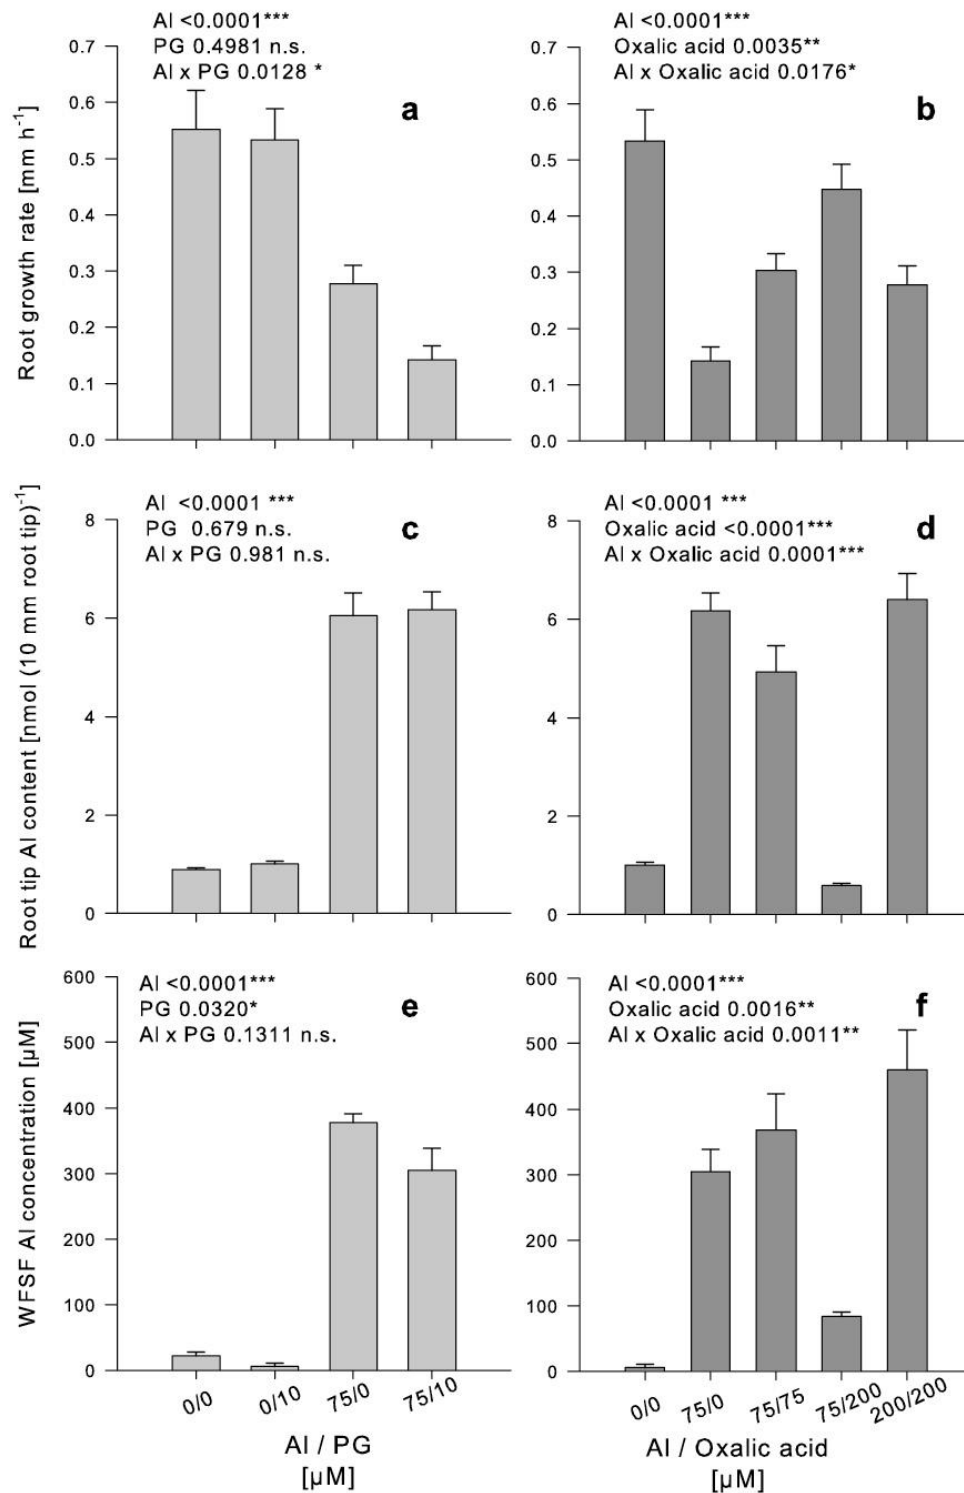 Al <0.0001***
PG 0.4981 n.s.
Al x PG 0.0128 *
a
Root growth rate [mm h⁻¹]
0.7
0.6
0.5
0.4
0.3
0.2
0.1
0.0
Al <0.0001***
Oxalic acid 0.0035**
Al x Oxalic acid 0.0176*
b
0.7
0.6
0.5
0.4
0.3
0.2
0.1
0.0
Al <0.0001 ***
PG 0.679 n.s.
Al x PG 0.981 n.s.
c
Root tip Al content [nmol (10 mm root tip)⁻¹]
8
6
4
2
0
Al <0.0001 ***
Oxalic acid <0.0001***
Al x Oxalic acid 0.0001***
d
8
6
4
2
0
Al <0.0001***
PG 0.0320*
Al x PG 0.1311 n.s.
e
WFSF Al concentration [µM]
600
500
400
300
200
100
0
0/0
0/10
75/0
75/10
Al / PG
[µM]
Al <0.0001***
Oxalic acid 0.0016**
Al x Oxalic acid 0.0011**
f
600
500
400
300
200
100
0
0/0
75/0
75/75
75/200
200/200
Al / Oxalic acid
[µM]